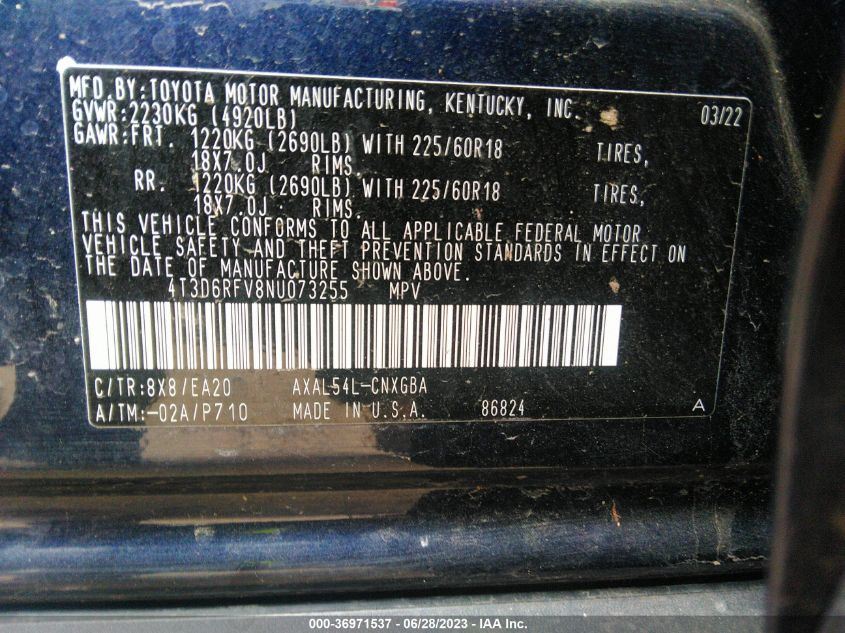 MFD.BY:TOYOTA MOTOR MANUFACTURING, KENTUCKY, INC. 03/22
GVWR:2230KG (4920LB)
GAWR:FRT. 1220KG (2690LB) WITH 225/60R18 TIRES,
18X7.0J RIMS.
RR. 1220KG (2690LB) WITH 225/60R18 TIRES,
18X7.0J RIMS.
THIS VEHICLE CONFORMS TO ALL APPLICABLE FEDERAL MOTOR
VEHICLE SAFETY AND THEFT PREVENTION STANDARDS IN EFFECT ON
THE DATE OF MANUFACTURE SHOWN ABOVE.
4T3D6RFV8NU073255 MPV
C/TR:8X8/EA20 AXAL54L-CNXGBA
A/TM:-02A/P710 MADE IN U.S.A. 86824 A
000-36971537 - 06/28/2023 - IAA Inc.